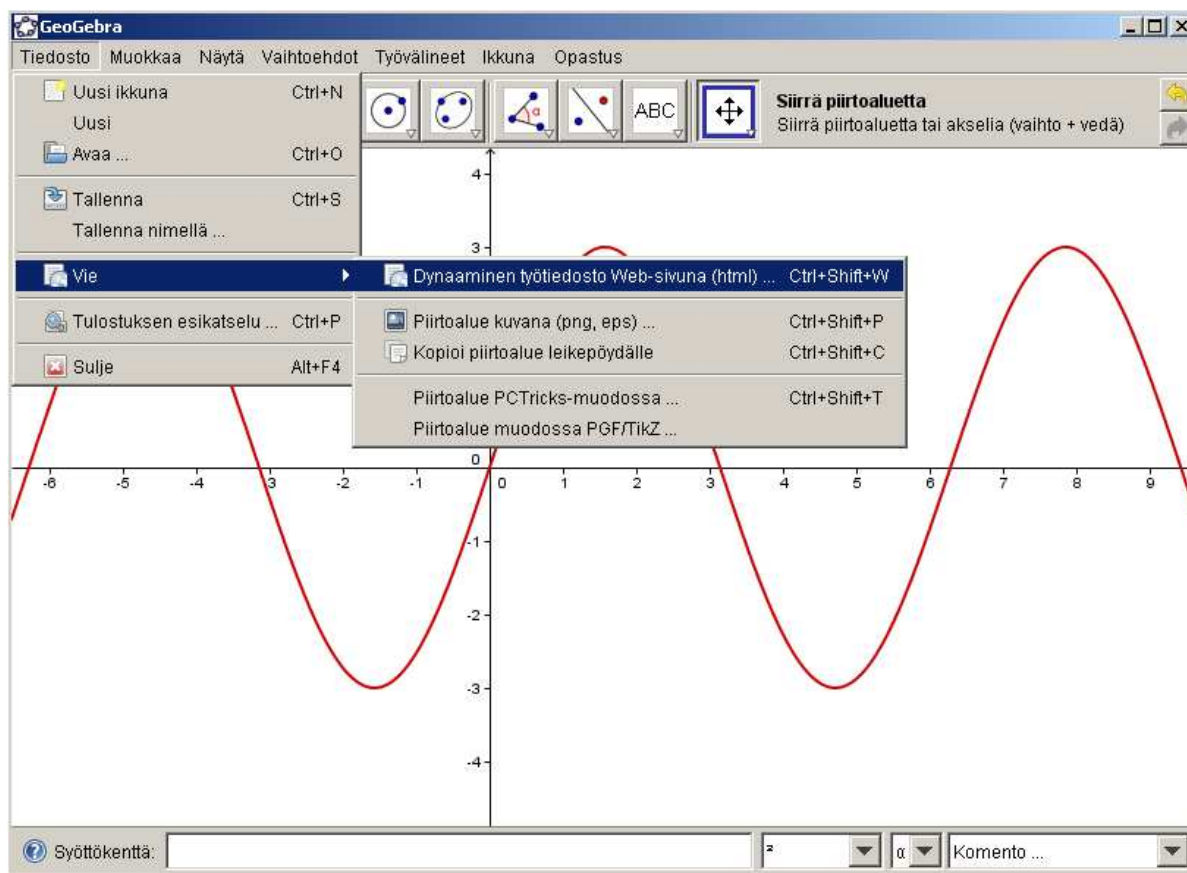 GeoGebra
Tiedosto Muokkaa Näytä Vaihtoehdot Työvälineet Ikkuna Opastus
Uusi ikkuna Ctrl+N
Uusi
Avaa ... Ctrl+O
Tallenna Ctrl+S
Tallenna nimellä ...
Vie
Tulostuksen esikatselu ... Ctrl+P
Sulje Alt+F4
α
ABC
Siirrä piirtoaluetta
Siirrä piirtoaluetta tai akselia (vaihto + vedä)
Dynaaminen työtiedosto Web-sivuna (html) ... Ctrl+Shift+W
Piirtoalue kuvana (png, eps) ... Ctrl+Shift+P
Kopioi piirtoalue leikepöydälle Ctrl+Shift+C
Piirtoalue PCTricks-muodossa ... Ctrl+Shift+T
Piirtoalue muodossa PGF/TikZ ...
4
3
0
-6 -5 -4 -3 -2 -1 0 1 2 3 4 5 6 7 8 9
-1
-2
-3
-4
Syöttökenttä: ² α Komento ...